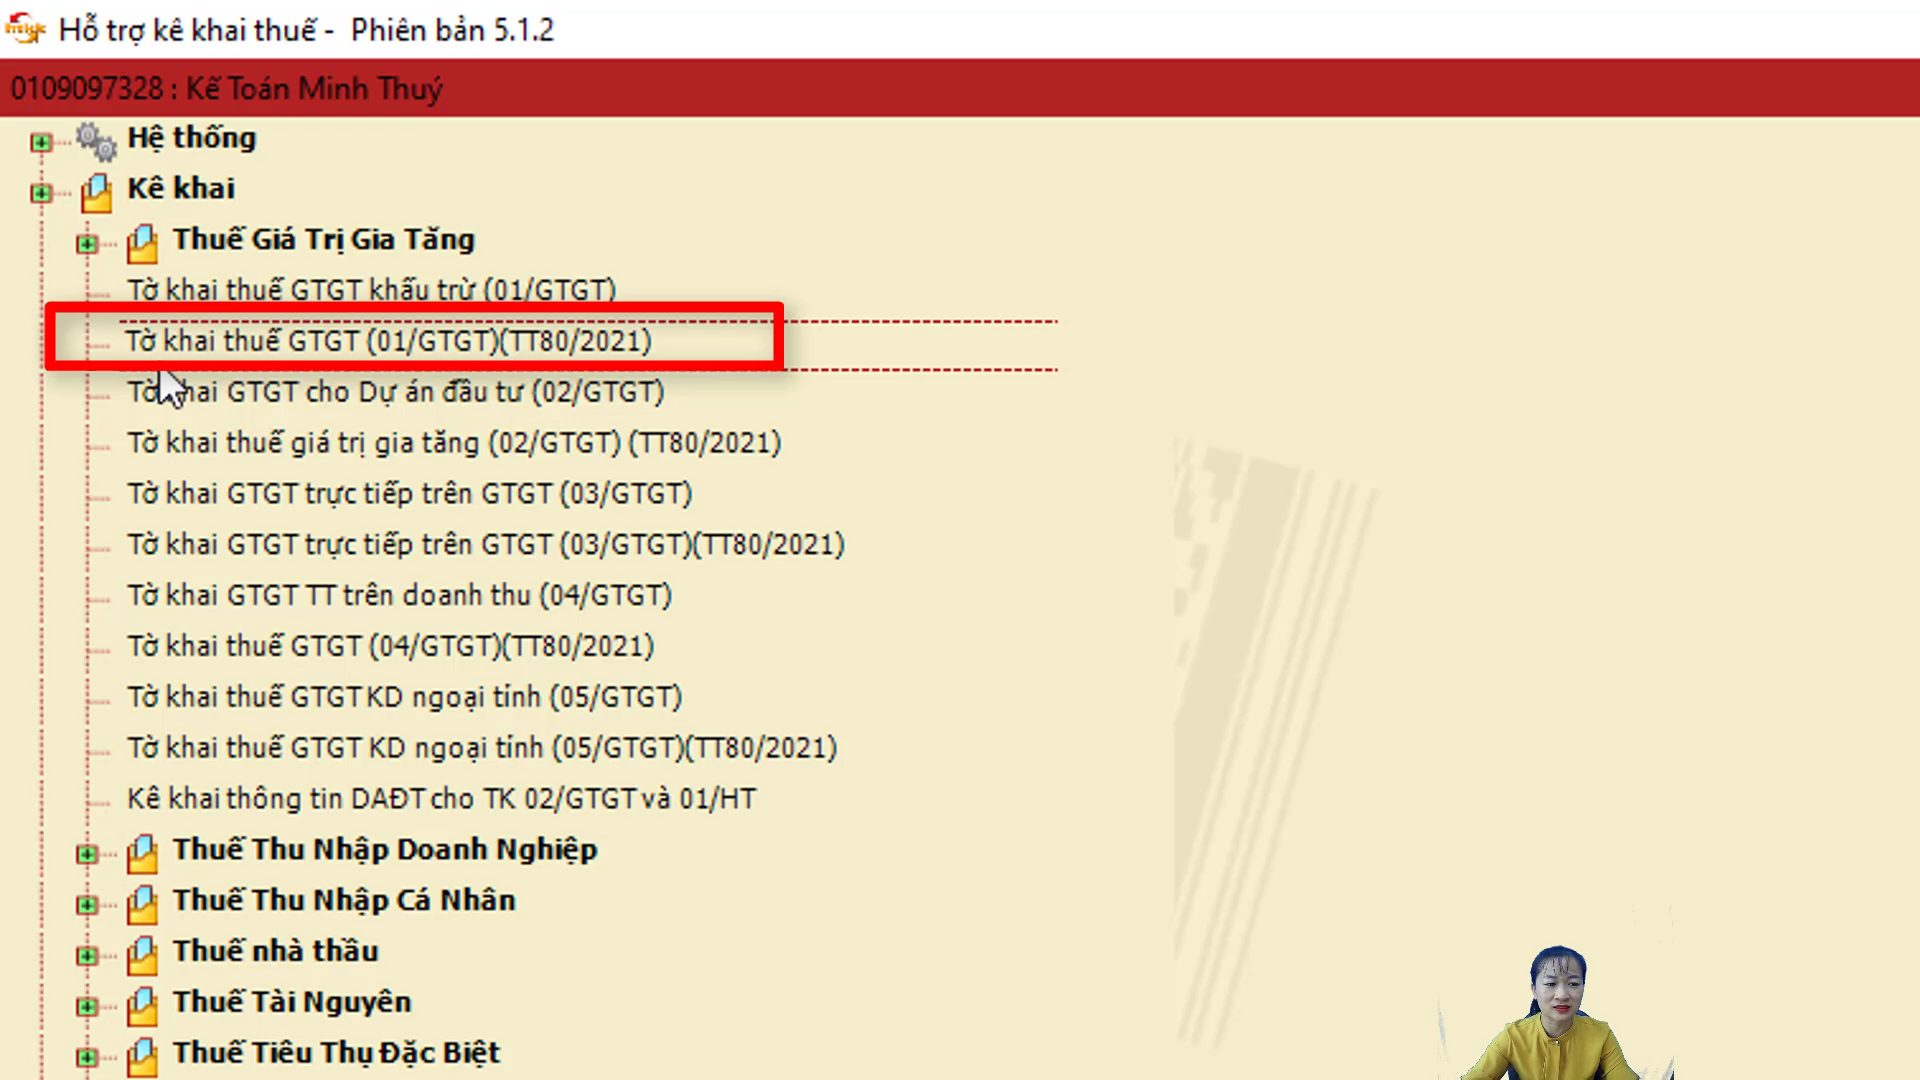 Hỗ trợ kê khai thuế -  Phiên bản 5.1.2
0109097328 : Kế Toán Minh Thuý
Hệ thống
Kê khai
Thuế Giá Trị Gia Tăng
Tờ khai thuế GTGT khấu trừ (01/GTGT)
Tờ khai thuế GTGT (01/GTGT)(TT80/2021)
Tờ khai GTGT cho Dự án đầu tư (02/GTGT)
Tờ khai thuế giá trị gia tăng (02/GTGT) (TT80/2021)
Tờ khai GTGT trực tiếp trên GTGT (03/GTGT)
Tờ khai GTGT trực tiếp trên GTGT (03/GTGT)(TT80/2021)
Tờ khai GTGT TT trên doanh thu (04/GTGT)
Tờ khai thuế GTGT (04/GTGT)(TT80/2021)
Tờ khai thuế GTGT KD ngoại tỉnh (05/GTGT)
Tờ khai thuế GTGT KD ngoại tỉnh (05/GTGT)(TT80/2021)
Kê khai thông tin DAĐT cho TK 02/GTGT và 01/HT
Thuế Thu Nhập Doanh Nghiệp
Thuế Thu Nhập Cá Nhân
Thuế nhà thầu
Thuế Tài Nguyên
Thuế Tiêu Thụ Đặc Biệt